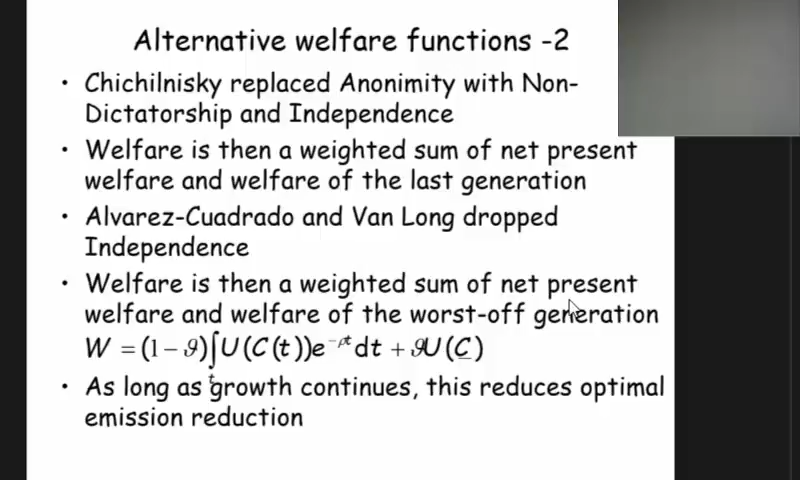 Alternative welfare functions -2
• Chichilnisky replaced Anonimity with Non-
Dictatorship and Independence
• Welfare is then a weighted sum of net present
welfare and welfare of the last generation
• Alvarez-Cuadrado and Van Long dropped
Independence
• Welfare is then a weighted sum of net present
welfare and welfare of the worst-off generation
W = (1 − ϑ)∫U(C(t))e^{−ρt}dt + ϑU(C̲)
t
• As long as growth continues, this reduces optimal
emission reduction